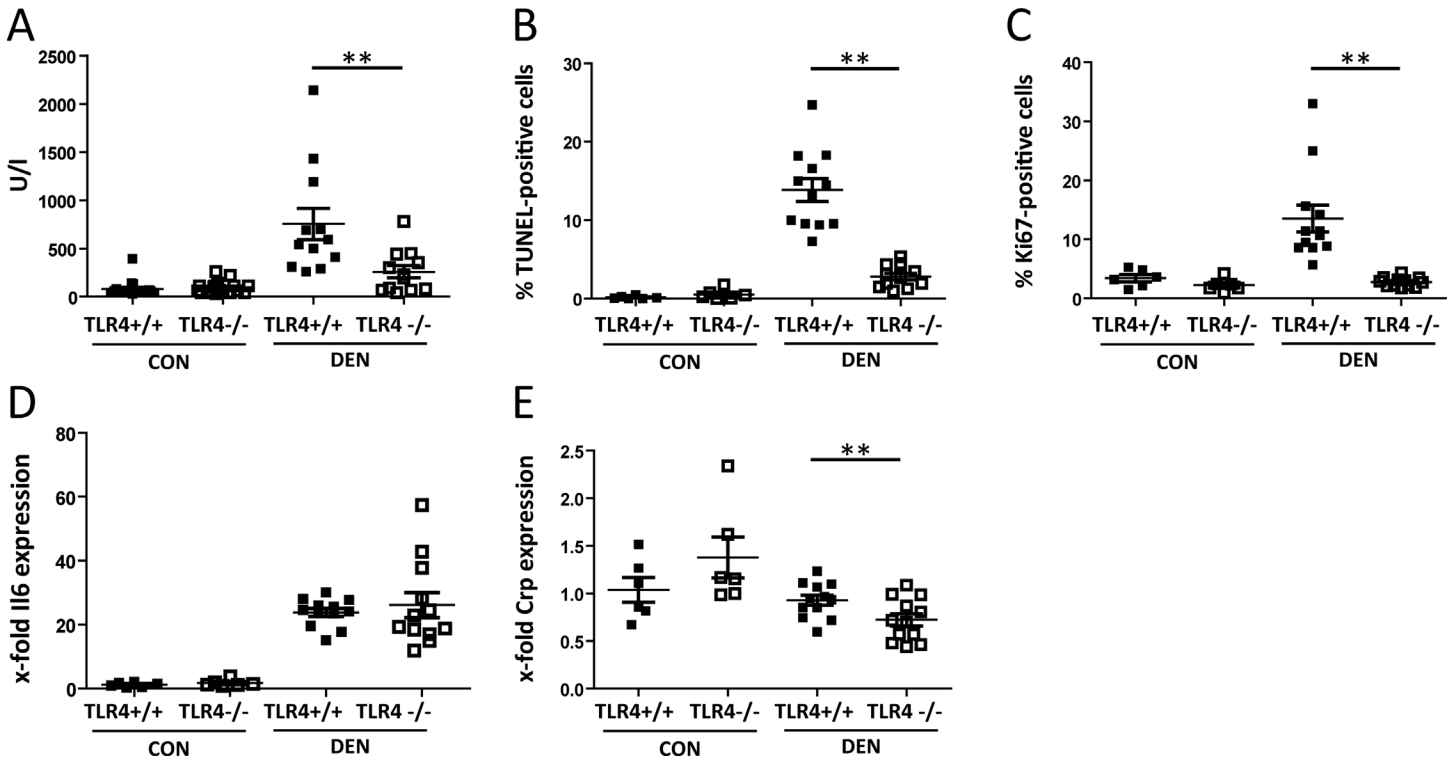 A
B
C
2500
2000
1500
1000
500
0
U/l
**
TLR4+/+ TLR4-/- TLR4+/+ TLR4 -/-
CON DEN
30
20
10
0
% TUNEL-positive cells
**
TLR4+/+ TLR4-/- TLR4+/+ TLR4 -/-
CON DEN
40
30
20
10
0
% Ki67-positive cells
**
TLR4+/+ TLR4-/- TLR4+/+ TLR4 -/-
CON DEN
D
E
80
60
40
20
0
x-fold Il6 expression
TLR4+/+ TLR4-/- TLR4+/+ TLR4 -/-
CON DEN
2.5
2.0
1.5
1.0
0.5
0.0
x-fold Crp expression
**
TLR4+/+ TLR4-/- TLR4+/+ TLR4 -/-
CON DEN